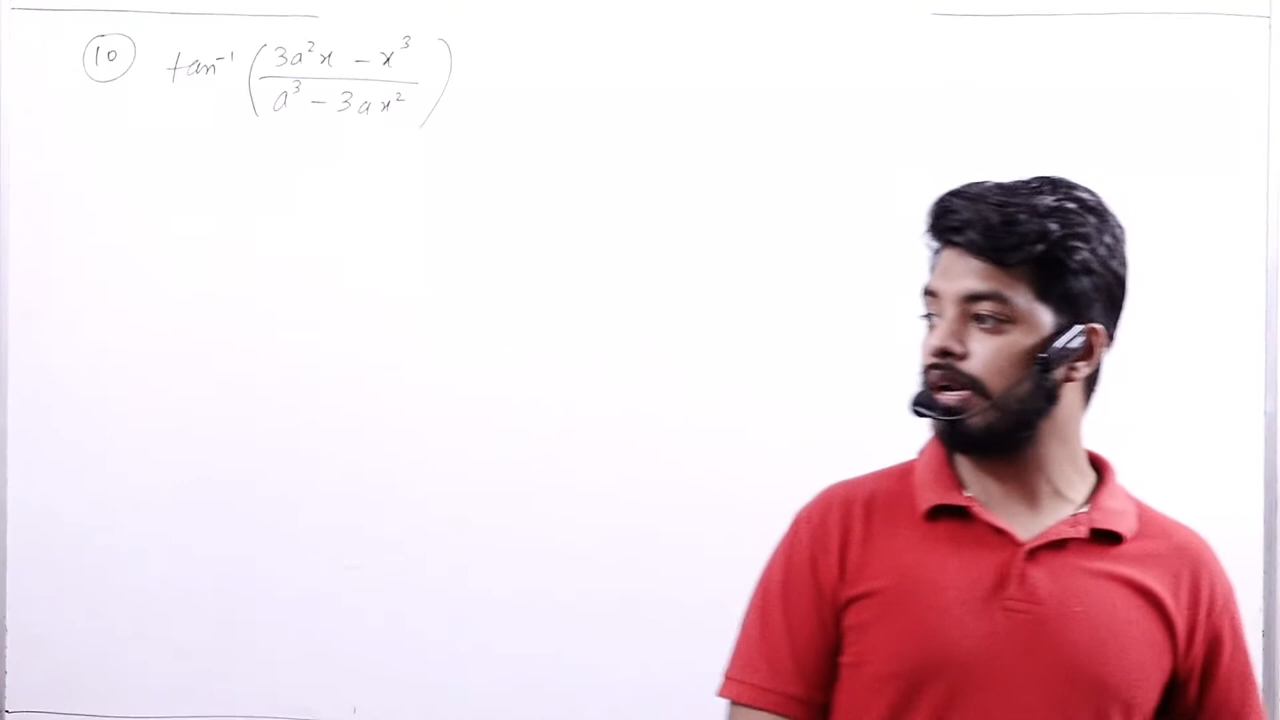 10 tan⁻¹ ( (3a²x - x³) / (a³ - 3ax²) )